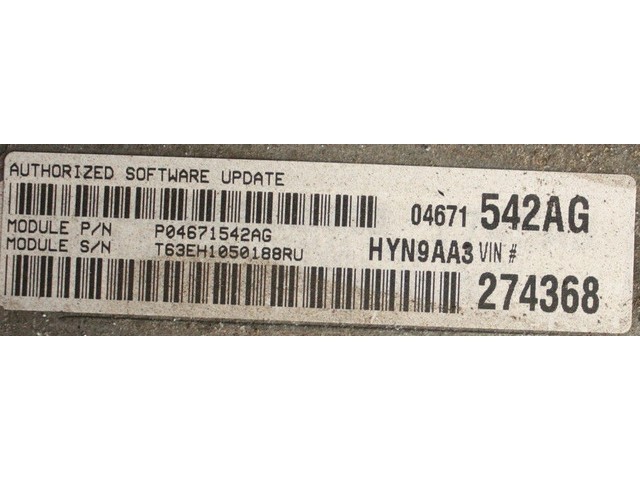 AUTHORIZED SOFTWARE UPDATE
04671 542AG
MODULE P/N P04671542AG
MODULE S/N T63EH1050188RU
HYN9AA3 VIN #
274368